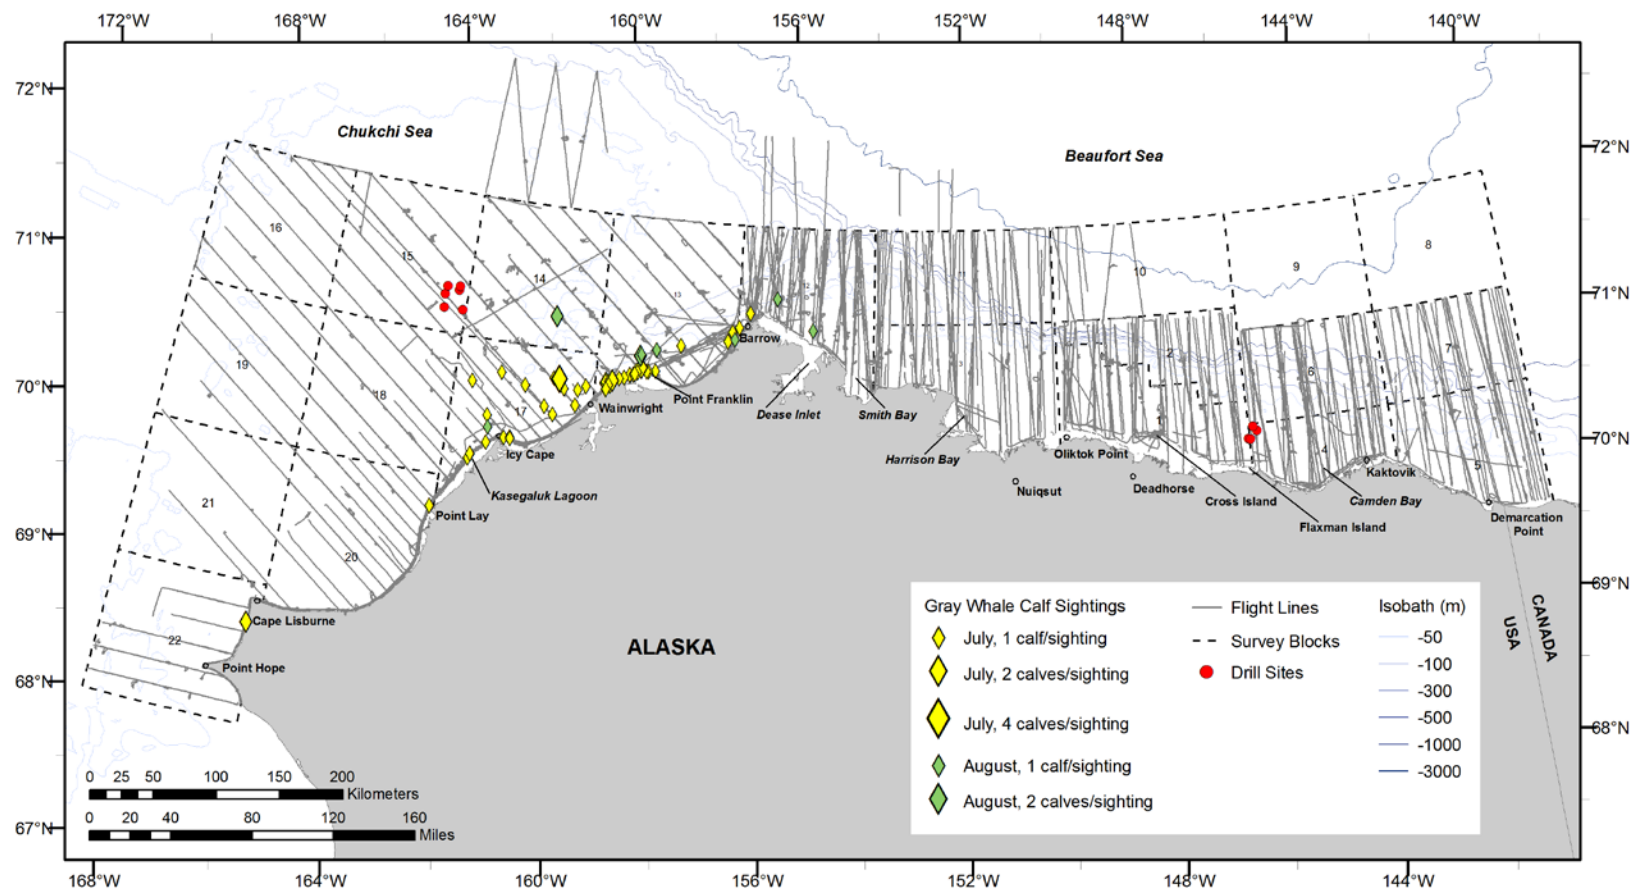 172°W 168°W 164°W 160°W 156°W 152°W 148°W 144°W 140°W
72°N
Chukchi Sea
Beaufort Sea
72°N
71°N
16
15
14
13
12
11
10
9
8
71°N
70°N
19
18
17
Barrow
Wainwright
Point Franklin
Dease Inlet
Smith Bay
Harrison Bay
2
6
4
5
70°N
Icy Cape
Kasegaluk Lagoon
Oliktok Point
Nuiqsut
Deadhorse
Cross Island
Flaxman Island
Camden Bay
Kaktovik
Demarcation
Point
21
Point Lay
69°N
20
69°N
Cape Lisburne
22
Point Hope
68°N
ALASKA
USA
CANADA
68°N
67°N
Gray Whale Calf Sightings
July, 1 calf/sighting
July, 2 calves/sighting
July, 4 calves/sighting
August, 1 calf/sighting
August, 2 calves/sighting
Flight Lines
Survey Blocks
Drill Sites
Isobath (m)
-50
-100
-300
-500
-1000
-3000
0 25 50 100 150 200
Kilometers
0 20 40 80 120 160
Miles
168°W 164°W 160°W 156°W 152°W 148°W 144°W